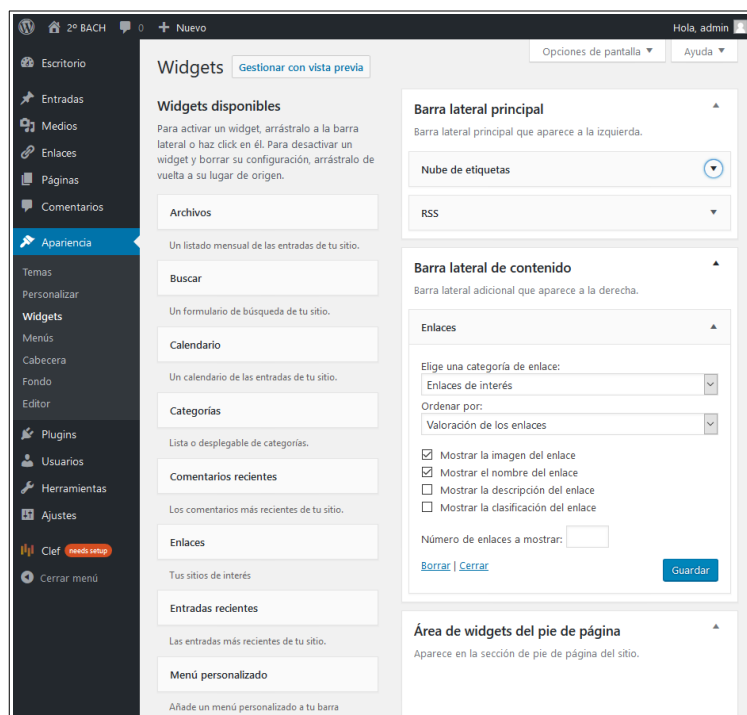 2º BACH 0 Nuevo Hola, admin
Opciones de pantalla Ayuda
Escritorio
Entradas
Medios
Enlaces
Páginas
Comentarios
Apariencia
Temas
Personalizar
Widgets
Menús
Cabecera
Fondo
Editor
Plugins
Usuarios
Herramientas
Ajustes
Clef needs setup
Cerrar menú
Widgets Gestionar con vista previa
Widgets disponibles
Para activar un widget, arrástralo a la barra
lateral o haz click en él. Para desactivar un
widget y borrar su configuración, arrástralo de
vuelta a su lugar de origen.
Archivos
Un listado mensual de las entradas de tu sitio.
Buscar
Un formulario de búsqueda de tu sitio.
Calendario
Un calendario de las entradas de tu sitio.
Categorías
Lista o desplegable de categorías.
Comentarios recientes
Los comentarios más recientes de tu sitio.
Enlaces
Tus sitios de interés
Entradas recientes
Las entradas más recientes de tu sitio.
Menú personalizado
Añade un menú personalizado a tu barra
Barra lateral principal
Barra lateral principal que aparece a la izquierda.
Nube de etiquetas
RSS
Barra lateral de contenido
Barra lateral adicional que aparece a la derecha.
Enlaces
Elige una categoría de enlace:
Enlaces de interés
Ordenar por:
Valoración de los enlaces
Mostrar la imagen del enlace
Mostrar el nombre del enlace
Mostrar la descripción del enlace
Mostrar la clasificación del enlace
Número de enlaces a mostrar:
Borrar | Cerrar Guardar
Área de widgets del pie de página
Aparece en la sección de pie de página del sitio.